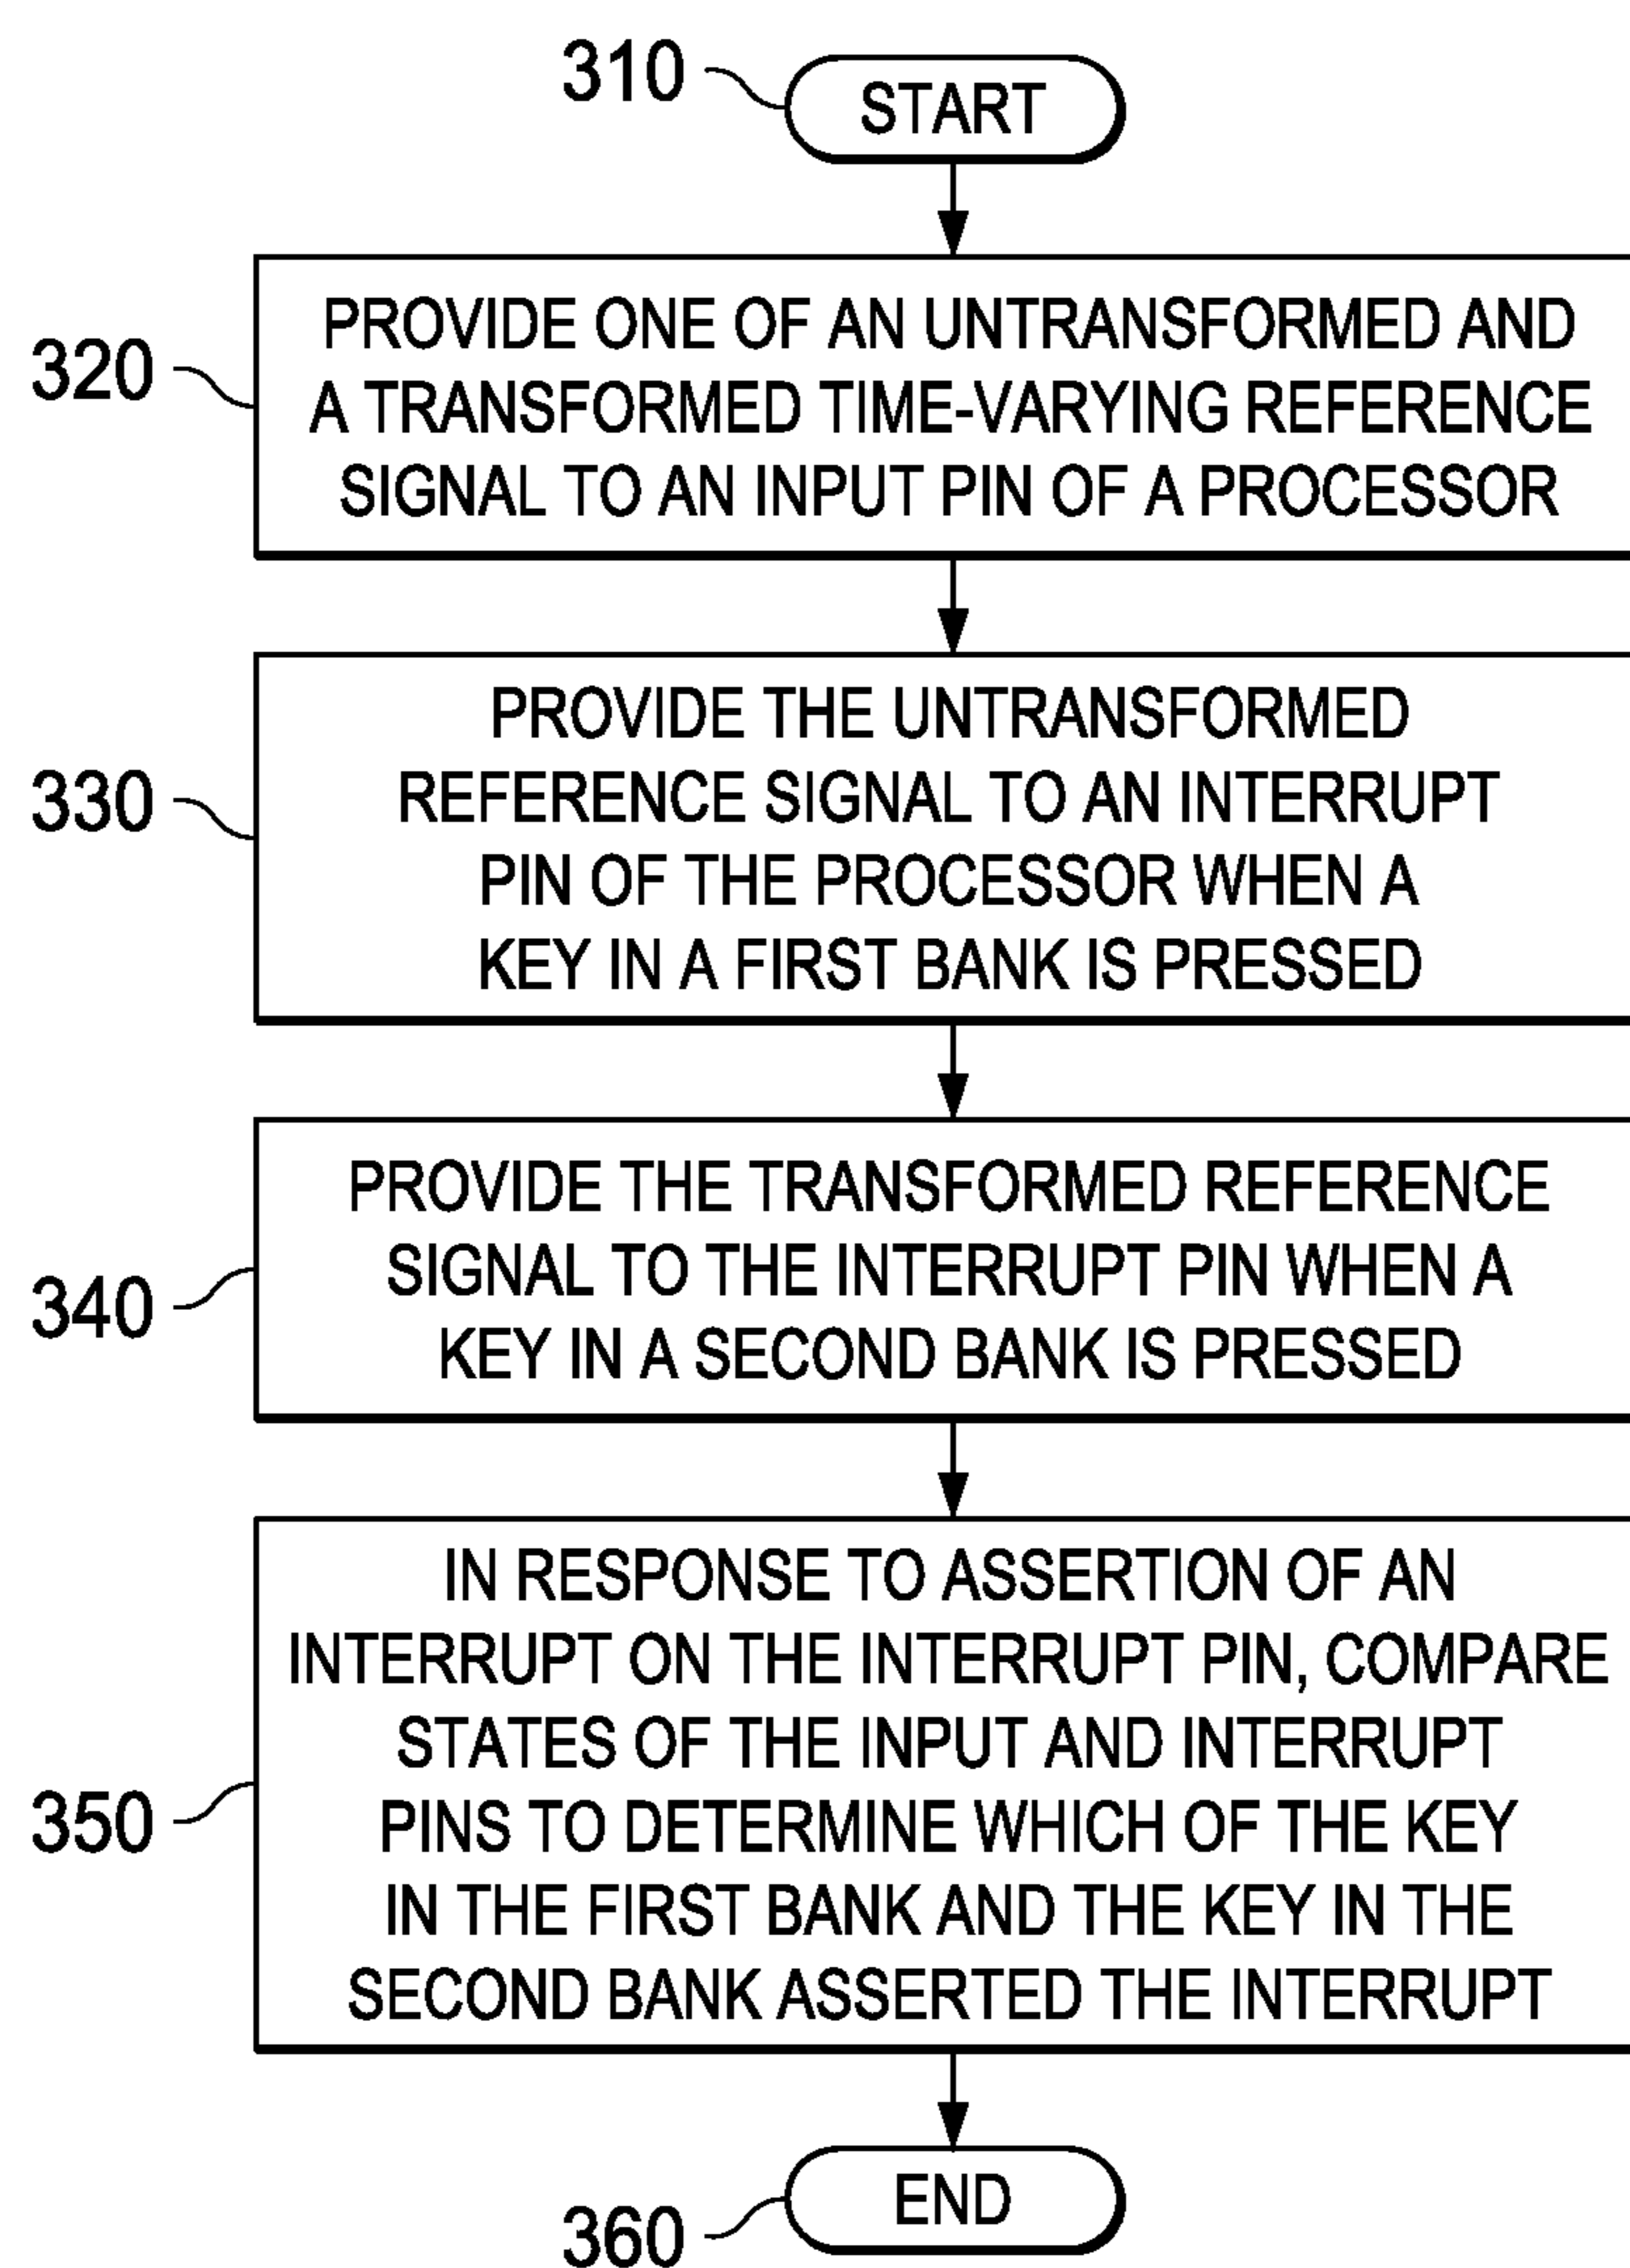 310
START
320
PROVIDE ONE OF AN UNTRANSFORMED AND
A TRANSFORMED TIME-VARYING REFERENCE
SIGNAL TO AN INPUT PIN OF A PROCESSOR
330
PROVIDE THE UNTRANSFORMED
REFERENCE SIGNAL TO AN INTERRUPT
PIN OF THE PROCESSOR WHEN A
KEY IN A FIRST BANK IS PRESSED
340
PROVIDE THE TRANSFORMED REFERENCE
SIGNAL TO THE INTERRUPT PIN WHEN A
KEY IN A SECOND BANK IS PRESSED
350
IN RESPONSE TO ASSERTION OF AN
INTERRUPT ON THE INTERRUPT PIN, COMPARE
STATES OF THE INPUT AND INTERRUPT
PINS TO DETERMINE WHICH OF THE KEY
IN THE FIRST BANK AND THE KEY IN THE
SECOND BANK ASSERTED THE INTERRUPT
360
END